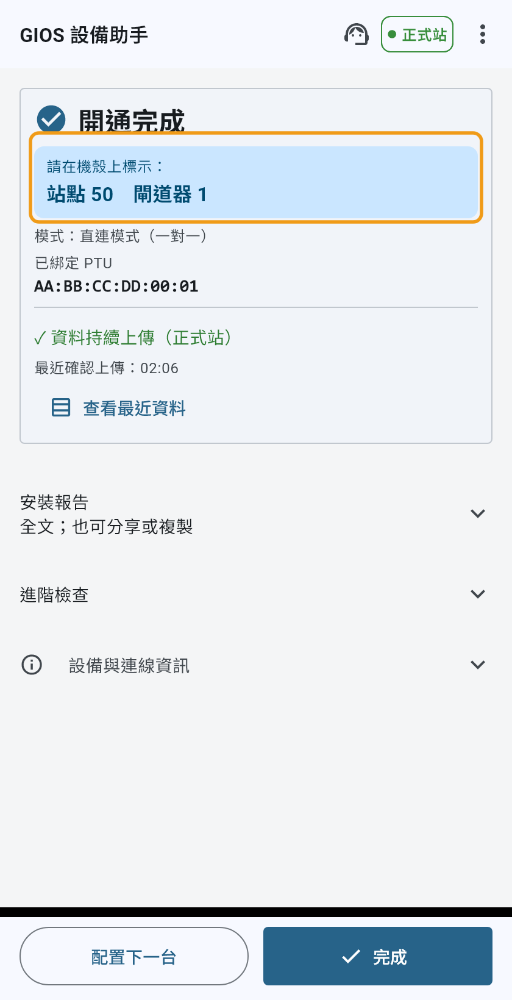 GIOS 設備助手
正式站
開通完成
請在機殼上標示：
站點 50　閘道器 1
模式：直連模式（一對一）
已綁定 PTU
AA:BB:CC:DD:00:01
✓ 資料持續上傳（正式站）
最近確認上傳：02:06
查看最近資料
安裝報告
全文；也可分享或複製
進階檢查
設備與連線資訊
配置下一台
完成